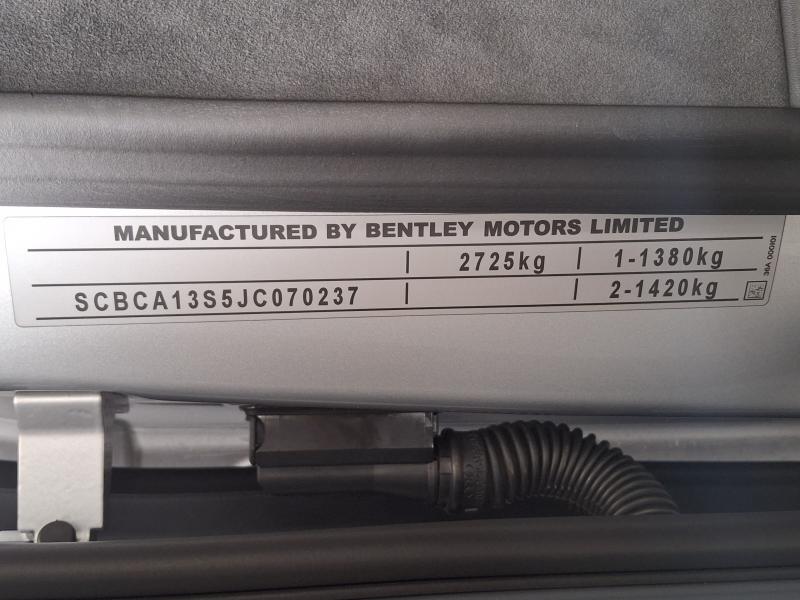 MANUFACTURED BY BENTLEY MOTORS LIMITED
| 2725kg | 1-1380kg
SCBCA13S5JC070237 | 2-1420kg